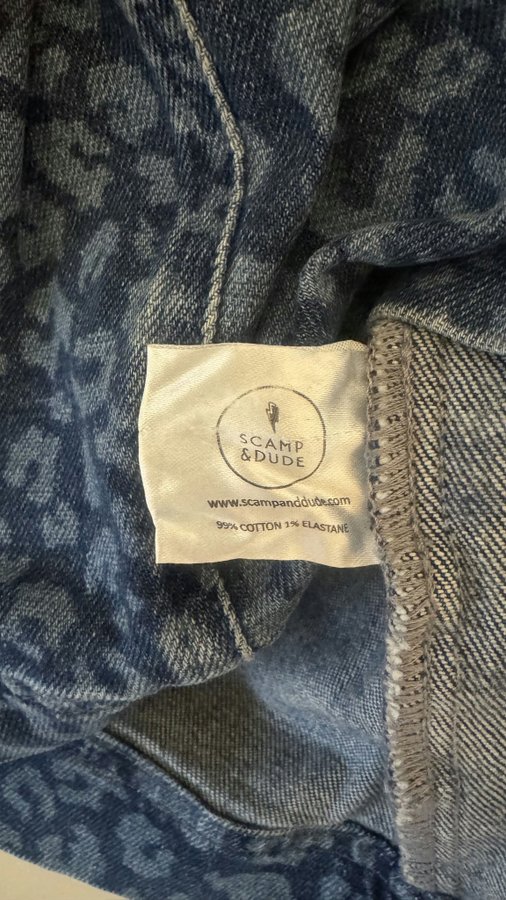 SCAMP
&DUDE
www.scampanddude.com
99% COTTON 1% ELASTANE